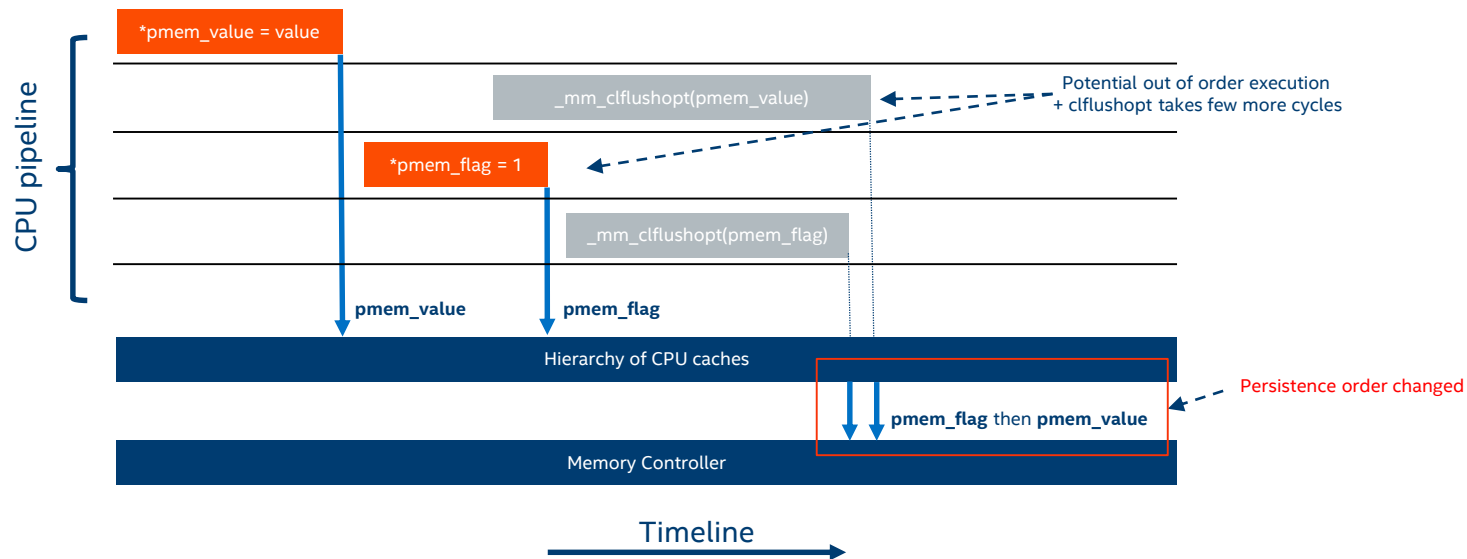 *pmem_value = value
_mm_clflushopt(pmem_value)
Potential out of order execution
+ clflushopt takes few more cycles
*pmem_flag = 1
_mm_clflushopt(pmem_flag)
CPU pipeline
pmem_value
pmem_flag
Hierarchy of CPU caches
Persistence order changed
pmem_flag then pmem_value
Memory Controller
Timeline